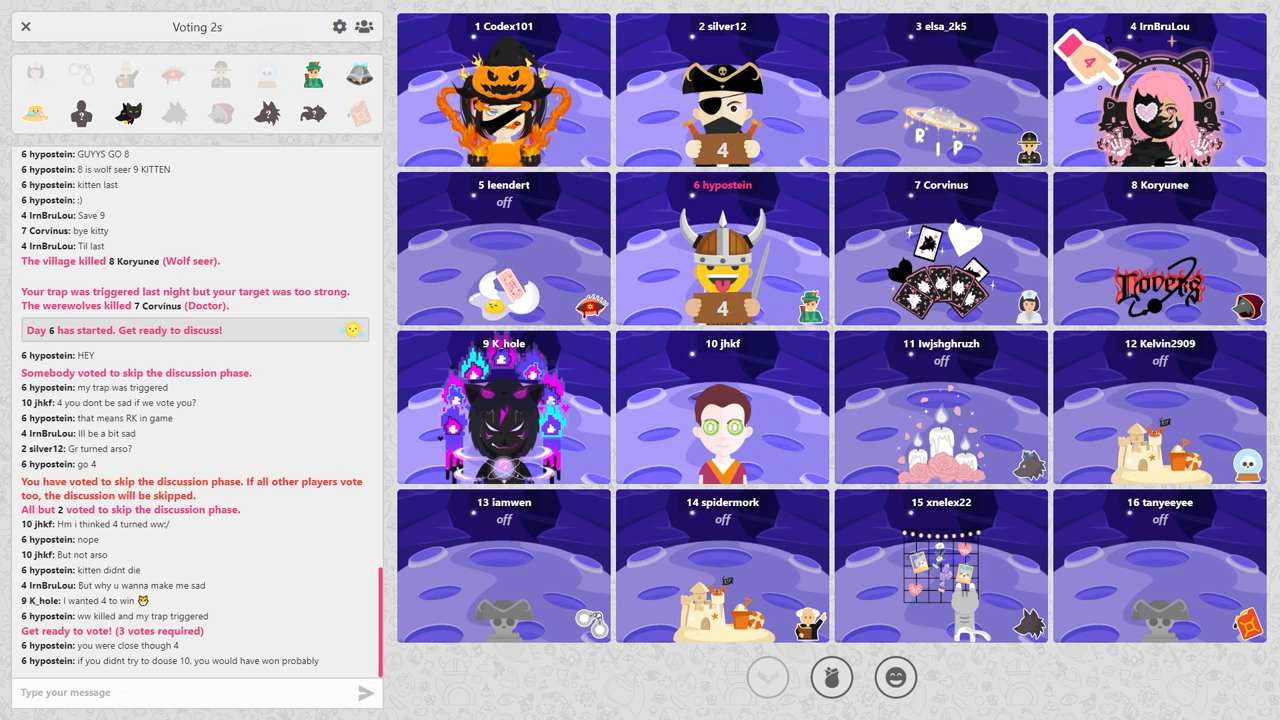 Voting 2s
6 hypostein: GUYYS GO 8
6 hypostein: 8 is wolf seer 9 KITTEN
6 hypostein: kitten last
6 hypostein: :)
4 IrnBruLou: Save 9
7 Corvinus: bye kitty
4 IrnBruLou: Til last
The village killed 8 Koryunee (Wolf seer).
Your trap was triggered last night but your target was too strong.
The werewolves killed 7 Corvinus (Doctor).
Day 6 has started. Get ready to discuss!
6 hypostein: HEY
Somebody voted to skip the discussion phase.
6 hypostein: my trap was triggered
10 jhkf: 4 you dont be sad if we vote you?
6 hypostein: that means RK in game
4 IrnBruLou: Ill be a bit sad
2 silver12: Gr turned arso?
6 hypostein: go 4
You have voted to skip the discussion phase. If all other players vote
too, the discussion will be skipped.
All but 2 voted to skip the discussion phase.
10 jhkf: Hm i thinked 4 turned ww:/
6 hypostein: nope
10 jhkf: But not arso
6 hypostein: kitten didnt die
4 IrnBruLou: But why u wanna make me sad
9 K_hole: I wanted 4 to win 🐯
6 hypostein: ww killed and my trap triggered
Get ready to vote! (3 votes required)
6 hypostein: you were close though 4
6 hypostein: if you didnt try to douse 10, you would have won probably
Type your message
1 Codex101
2 silver12
4
3 elsa_2k5
R I P
4 IrnBruLou
4
5 leendert
off
6 hypostein
4
7 Corvinus
8 Koryunee
lovers
9 K_hole
10 jhkf
11 lwjshghruzh
off
12 Kelvin2909
off
13 iamwen
off
14 spidermork
off
15 xnelex22
16 tanyeeyee
off